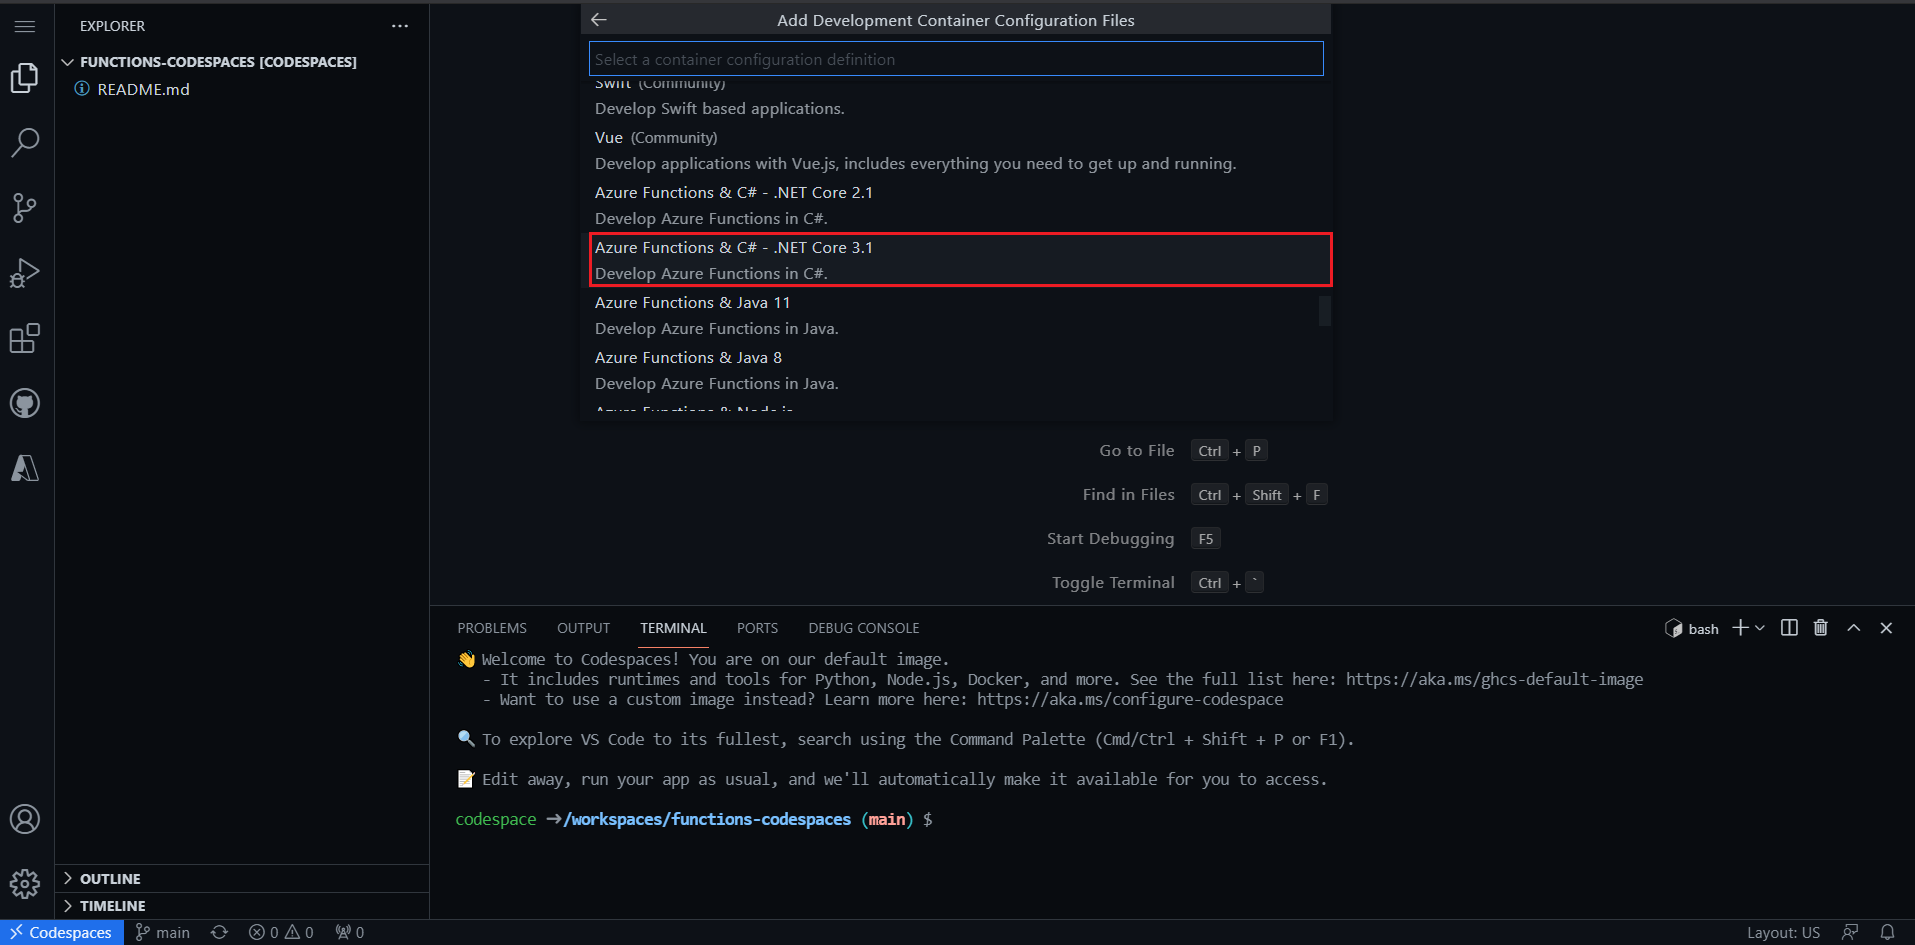 EXPLORER
FUNCTIONS-CODESPACES [CODESPACES]
README.md
OUTLINE
TIMELINE
Add Development Container Configuration Files
Select a container configuration definition
Swift (Community)
Develop Swift based applications.
Vue (Community)
Develop applications with Vue.js, includes everything you need to get up and running.
Azure Functions & C# - .NET Core 2.1
Develop Azure Functions in C#.
Azure Functions & C# - .NET Core 3.1
Develop Azure Functions in C#.
Azure Functions & Java 11
Develop Azure Functions in Java.
Azure Functions & Java 8
Develop Azure Functions in Java.
Azure Functions & Node.js
Go to File Ctrl + P
Find in Files Ctrl + Shift + F
Start Debugging F5
Toggle Terminal Ctrl + `
PROBLEMS OUTPUT TERMINAL PORTS DEBUG CONSOLE bash
👋 Welcome to Codespaces! You are on our default image.
- It includes runtimes and tools for Python, Node.js, Docker, and more. See the full list here: https://aka.ms/ghcs-default-image
- Want to use a custom image instead? Learn more here: https://aka.ms/configure-codespace
🔍 To explore VS Code to its fullest, search using the Command Palette (Cmd/Ctrl + Shift + P or F1).
📝 Edit away, run your app as usual, and we'll automatically make it available for you to access.
codespace →/workspaces/functions-codespaces (main) $
Codespaces main 0 0 0 Layout: US